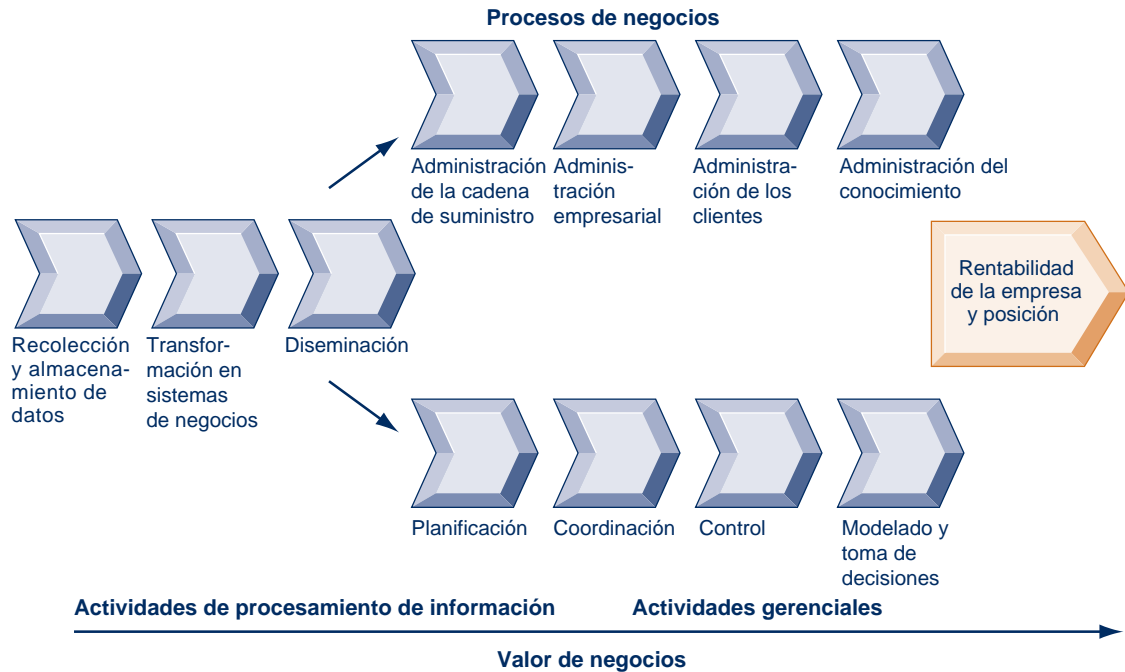 Procesos de negocios
Administración
de la cadena
de suministro
Adminis-
tración
empresarial
Administra-
ción de los
clientes
Administración del
conocimiento
Recolección
y almacena-
miento de
datos
Transfor-
mación en
sistemas
de negocios
Diseminación
Rentabilidad
de la empresa
y posición
Planificación
Coordinación
Control
Modelado y
toma de
decisiones
Actividades de procesamiento de información
Actividades gerenciales
Valor de negocios